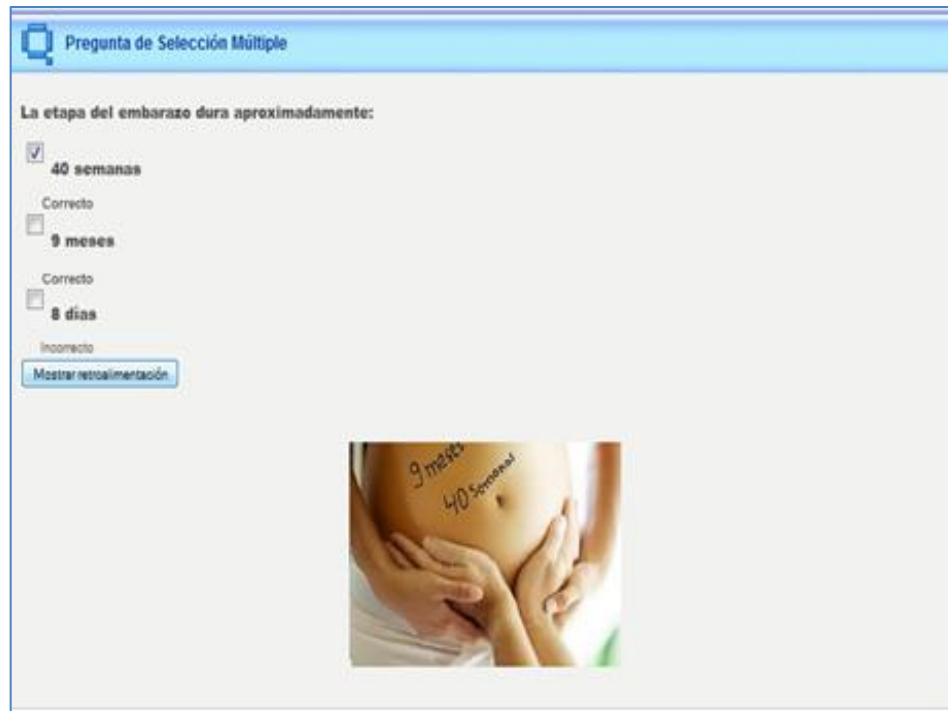 Pregunta de Selección Múltiple
La etapa del embarazo dura aproximadamente:
40 semanas
Correcto
9 meses
Correcto
8 días
Incorrecto
Mostrar retroalimentación
9 meses
40 Semanas